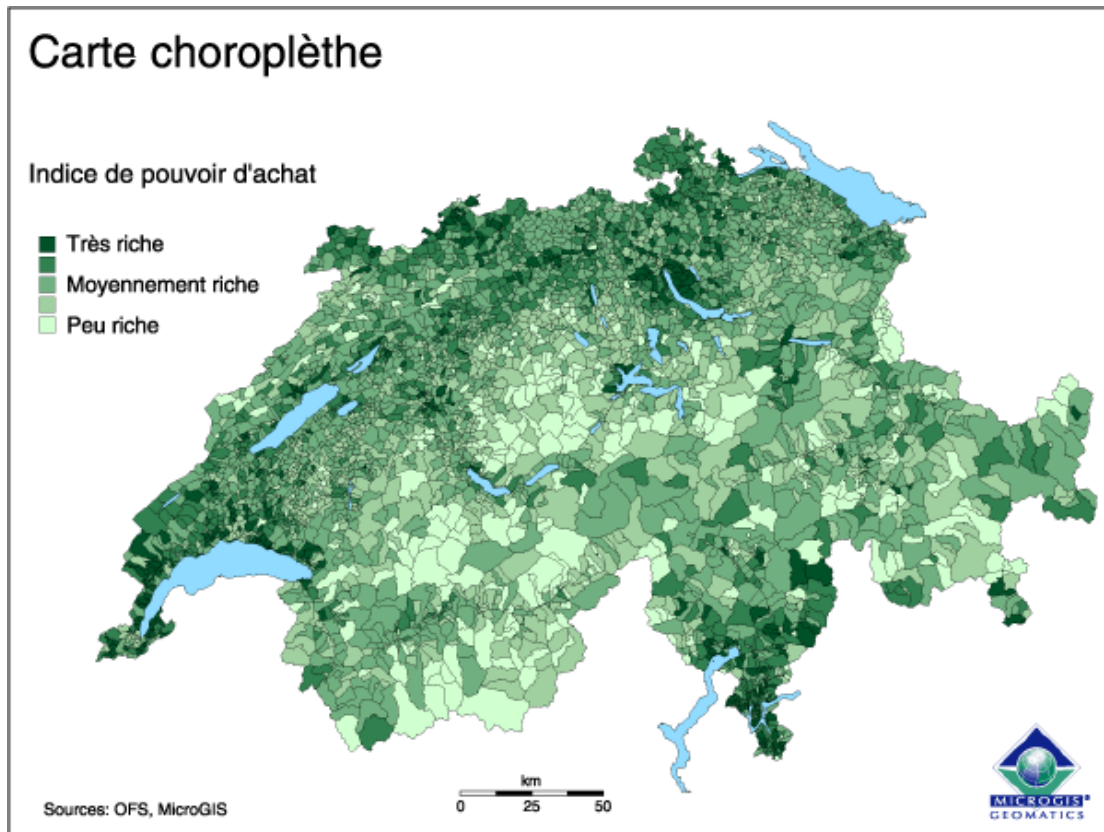 Carte choroplèthe
Indice de pouvoir d'achat
Très riche
Moyennement riche
Peu riche
km
0 25 50
Sources: OFS, MicroGIS
MICROGIS®
GEOMATICS